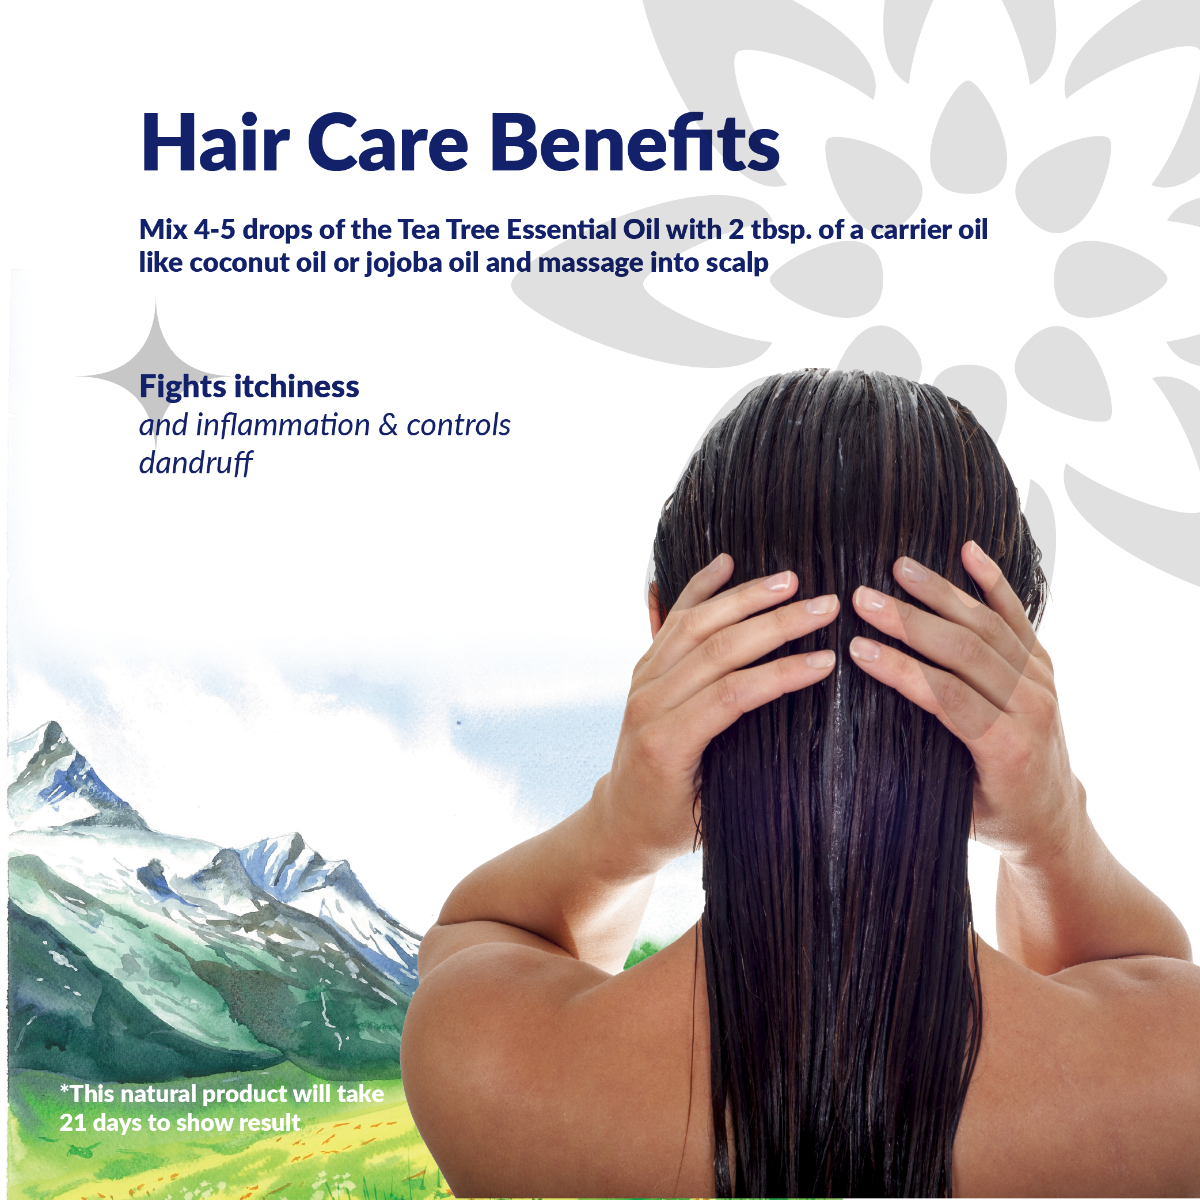 Hair Care Benefits
Mix 4-5 drops of the Tea Tree Essential Oil with 2 tbsp. of a carrier oil
like coconut oil or jojoba oil and massage into scalp
Fights itchiness
and inflammation & controls
dandruff
*This natural product will take
21 days to show result